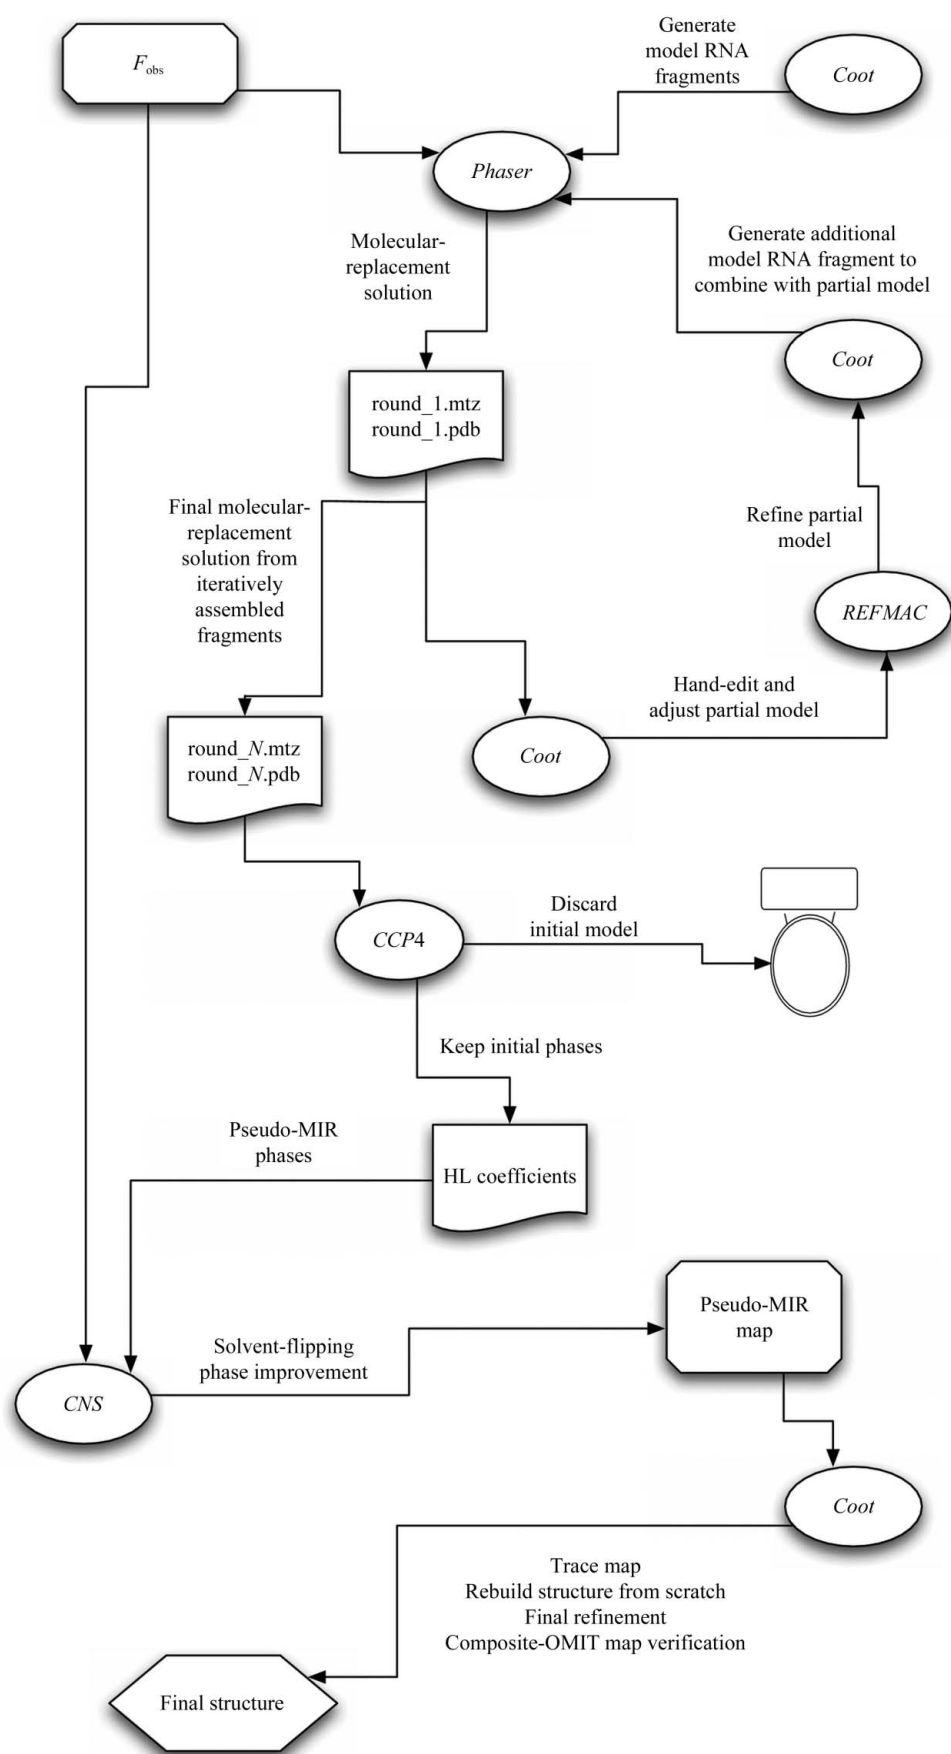 F_obs
Generate
model RNA
fragments
Coot
Phaser
Molecular-
replacement
solution
Generate additional
model RNA fragment to
combine with partial model
Coot
round_1.mtz
round_1.pdb
Final molecular-
replacement
solution from
iteratively
assembled
fragments
Refine partial
model
REFMAC
Hand-edit and
adjust partial model
round_N.mtz
round_N.pdb
Coot
CCP4
Discard
initial model
Keep initial phases
Pseudo-MIR
phases
HL coefficients
Pseudo-MIR
map
Solvent-flipping
phase improvement
CNS
Coot
Trace map
Rebuild structure from scratch
Final refinement
Composite-OMIT map verification
Final structure